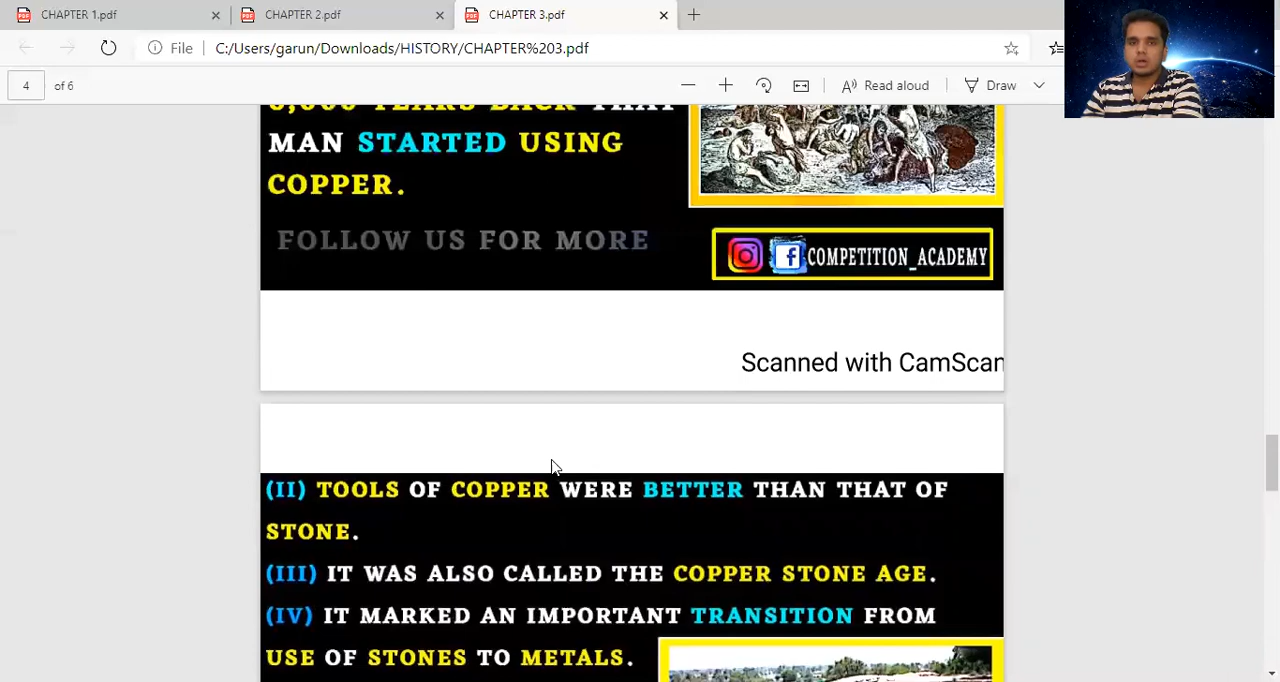 CHAPTER 1.pdf
CHAPTER 2.pdf
CHAPTER 3.pdf
File C:/Users/garun/Downloads/HISTORY/CHAPTER%203.pdf
4 of 6
Read aloud
Draw
YEARS BACK THAT
MAN STARTED USING
COPPER.
FOLLOW US FOR MORE
COMPETITION_ACADEMY
Scanned with CamScan
(II) TOOLS OF COPPER WERE BETTER THAN THAT OF
STONE.
(III) IT WAS ALSO CALLED THE COPPER STONE AGE.
(IV) IT MARKED AN IMPORTANT TRANSITION FROM
USE OF STONES TO METALS.